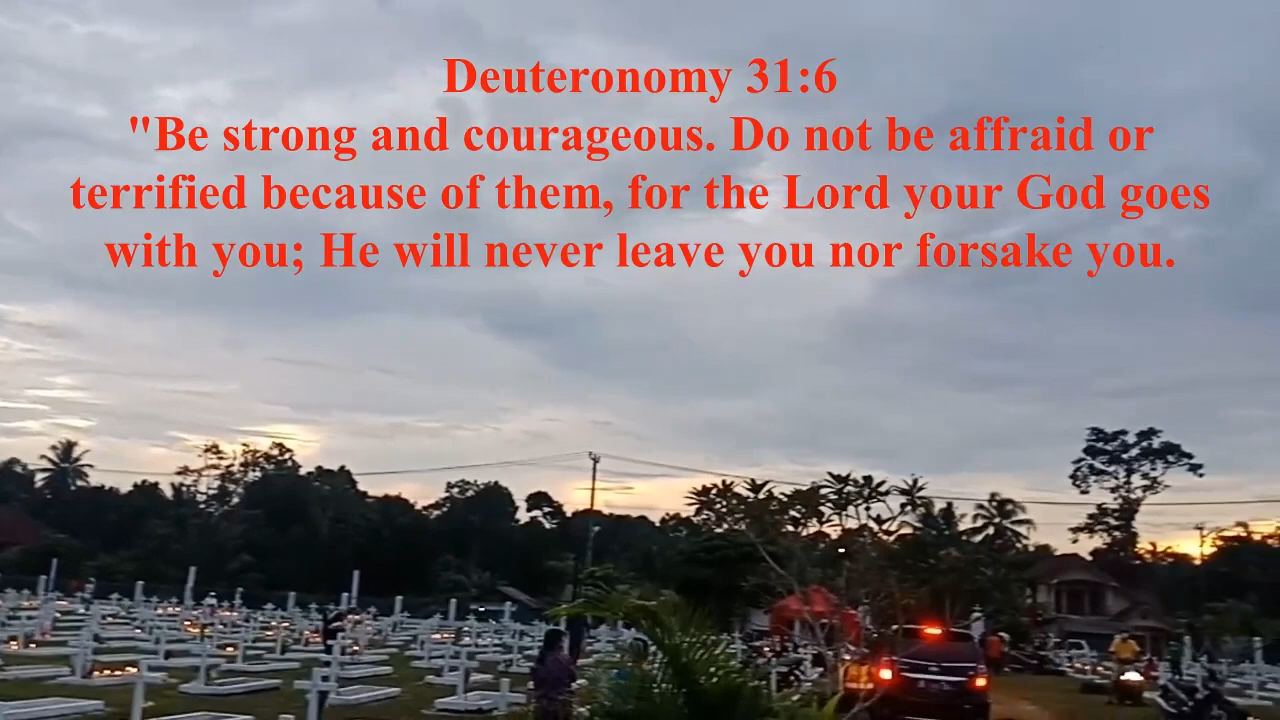 Deuteronomy 31:6
"Be strong and courageous. Do not be affraid or
terrified because of them, for the Lord your God goes
with you; He will never leave you nor forsake you.